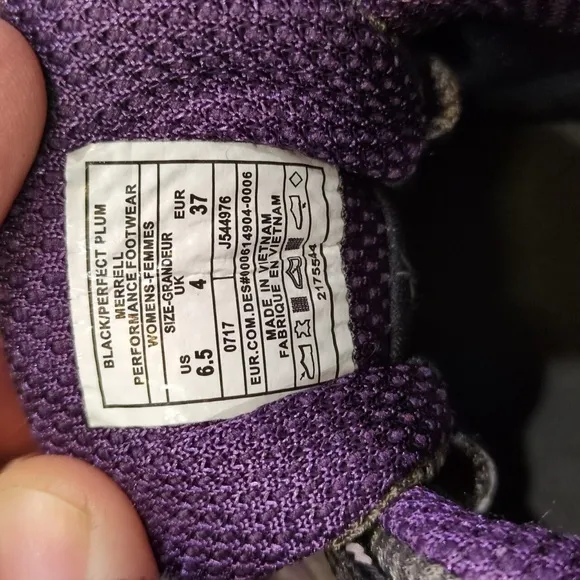 BLACK/PERFECT PLUM
MERRELL
PERFORMANCE FOOTWEAR
WOMENS-FEMMES
SIZE-GRANDEUR
US UK EUR
6.5 4 37
0717 J544976
EUR.COM.DES#000614904-0006
MADE IN VIETNAM
FABRIQUE EN VIETNAM
2175544